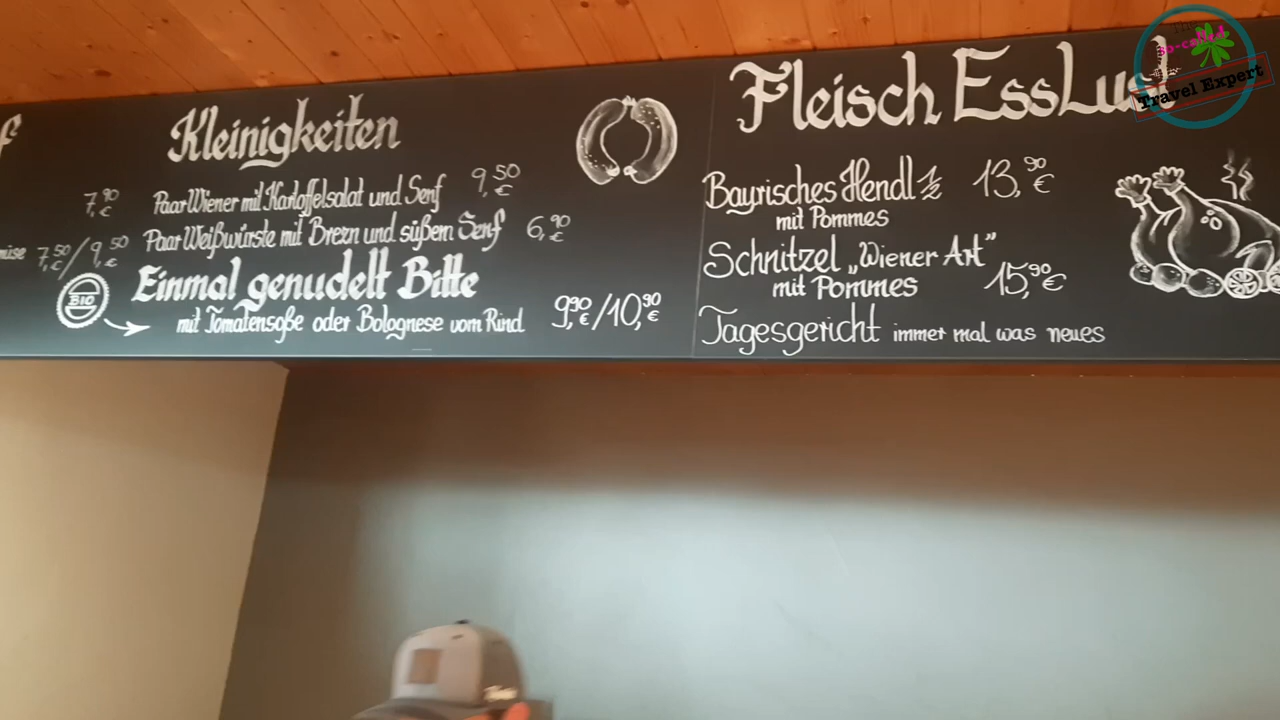 Kleinigkeiten
7,90 €
Paar Wiener mit Kartoffelsalat und Senf 9,50 €
7,50 €/9,50 €
Paar Weißwürste mit Brezn und süßem Senf 6,90 €
BIO
Einmal genudelt Bitte
mit Tomatensoße oder Bolognese vom Rind 9,90 €/10,90 €
Fleisch EssLust
Bayrisches Hendl ½ 13,90 €
mit Pommes
Schnitzel „Wiener Art”
mit Pommes 15,90 €
Tagesgericht immer mal was neues
so-called
Travel Expert